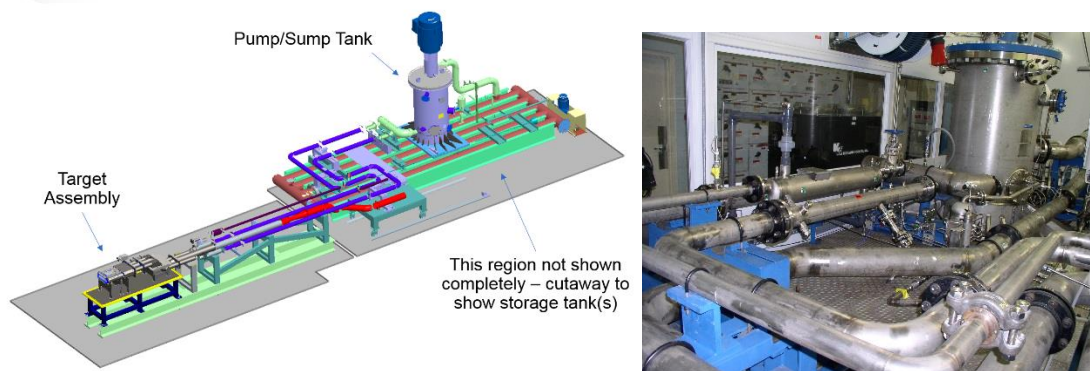 Pump/Sump Tank
Target
Assembly
This region not shown
completely – cutaway to
show storage tank(s)